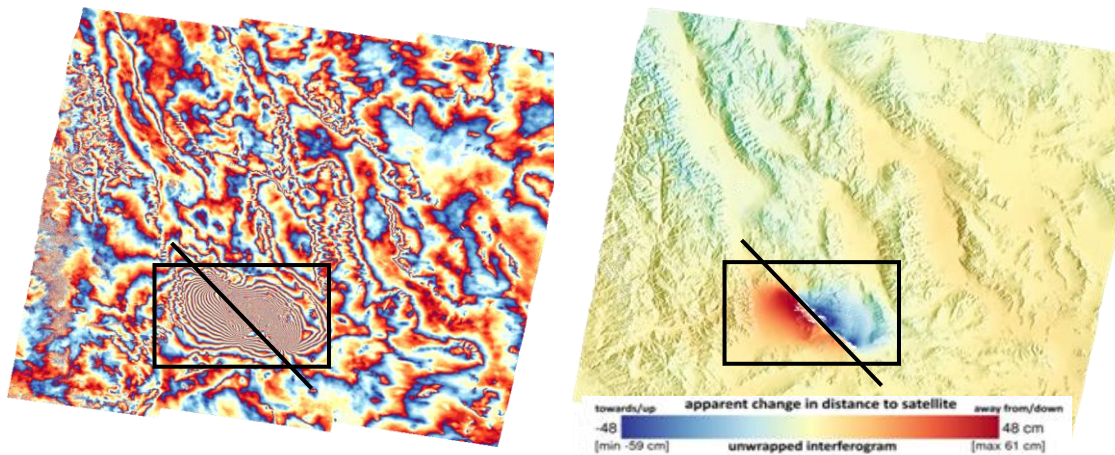 towards/up apparent change in distance to satellite away from/down
-48 48 cm
[min -59 cm] unwrapped interferogram [max 61 cm]